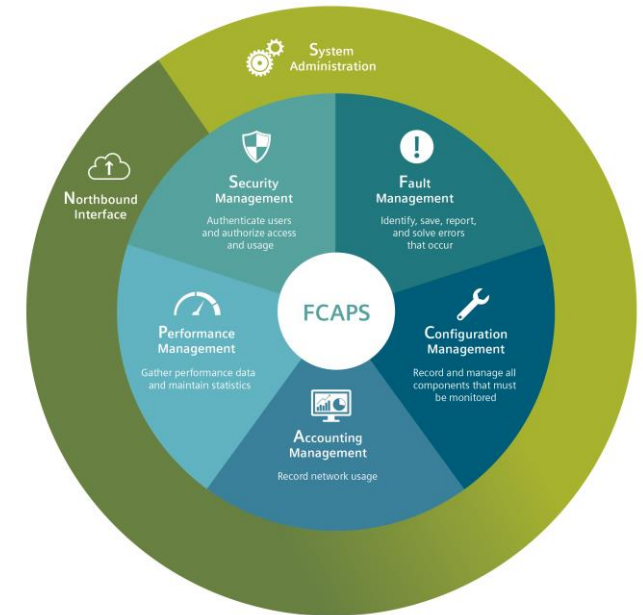 System
Administration
Northbound
Interface
Security
Management
Authenticate users
and authorize access
and usage
Fault
Management
Identify, save, report,
and solve errors
that occur
FCAPS
Performance
Management
Gather performance data
and maintain statistics
Configuration
Management
Record and manage all
components that must
be monitored
Accounting
Management
Record network usage